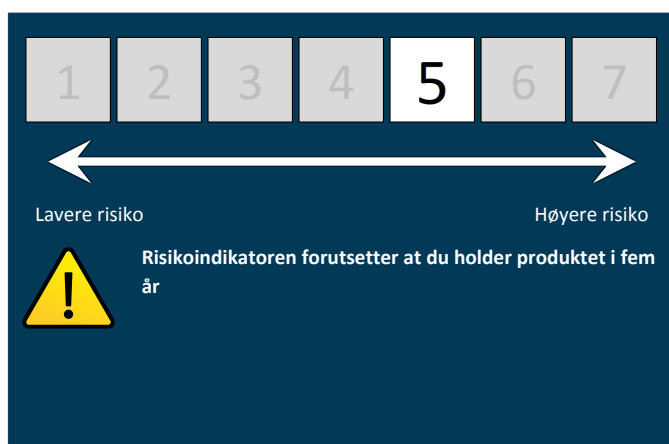 1 2 3 4 5 6 7
Lavere risiko Høyere risiko
Risikoindikatoren forutsetter at du holder produktet i fem
år